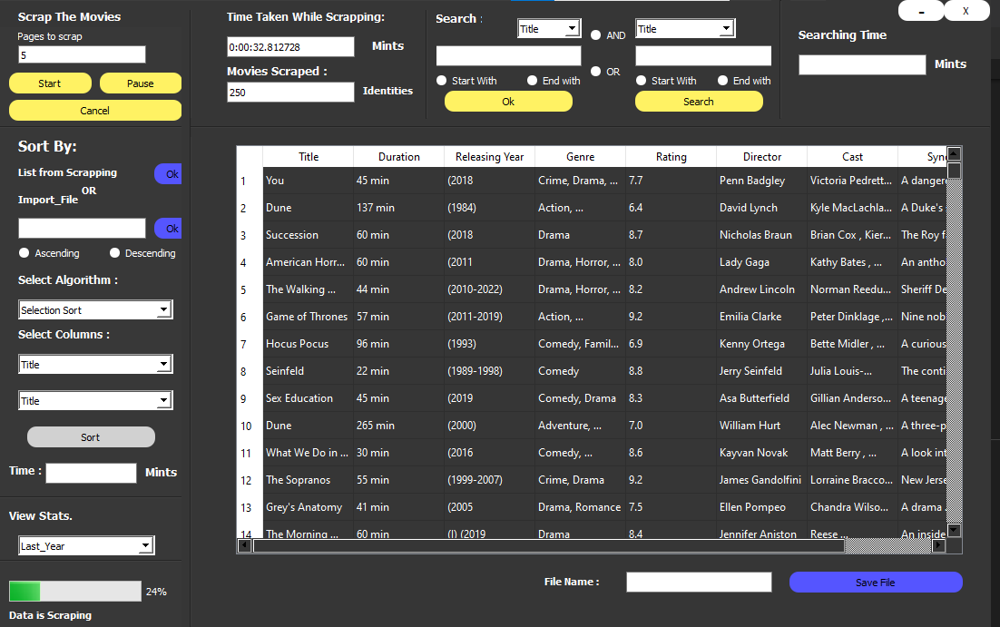 Scrap The Movies
Pages to scrap
5
Start Pause
Cancel
Time Taken While Scrapping:
0:00:32.812728 Mints
Movies Scraped :
250 Identities
Search :
Title AND Title
OR
Start With End with Start With End with
Ok Search
- X
Searching Time
Mints
Sort By:
List from Scrapping Ok
OR
Import_File
Ok
Ascending Descending
Select Algorithm :
Selection Sort
Select Columns :
Title
Title
Sort
Time : Mints
View Stats.
Last_Year
24%
Data is Scraping
Title Duration Releasing Year Genre Rating Director Cast Syn
1 You 45 min (2018 Crime, Drama, ... 7.7 Penn Badgley Victoria Pedrett... A danger
2 Dune 137 min (1984) Action, ... 6.4 David Lynch Kyle MacLachla... A Duke's
3 Succession 60 min (2018 Drama 8.7 Nicholas Braun Brian Cox , Kier... The Roy f
4 American Horr... 60 min (2011 Drama, Horror, ... 8.0 Lady Gaga Kathy Bates , ... An antho
5 The Walking ... 44 min (2010-2022) Drama, Horror, ... 8.2 Andrew Lincoln Norman Reedu... Sheriff De
6 Game of Thrones 57 min (2011-2019) Action, ... 9.2 Emilia Clarke Peter Dinklage ,... Nine nob
7 Hocus Pocus 96 min (1993) Comedy, Famil... 6.9 Kenny Ortega Bette Midler , ... A curious
8 Seinfeld 22 min (1989-1998) Comedy 8.8 Jerry Seinfeld Julia Louis-... The conti
9 Sex Education 45 min (2019 Comedy, Drama 8.3 Asa Butterfield Gillian Anderso... A teenage
10 Dune 265 min (2000) Adventure, ... 7.0 William Hurt Alec Newman , ... A three-p
11 What We Do in ... 30 min (2016 Comedy, ... 8.6 Kayvan Novak Matt Berry , ... A look int
12 The Sopranos 55 min (1999-2007) Crime, Drama 9.2 James Gandolfini Lorraine Bracco... New Jerse
13 Grey's Anatomy 41 min (2005 Drama, Romance 7.5 Ellen Pompeo Chandra Wilso... A drama .
14 The Morning ... 60 min (I) (2019 Drama 8.4 Jennifer Aniston Reese ... An inside
File Name : Save File